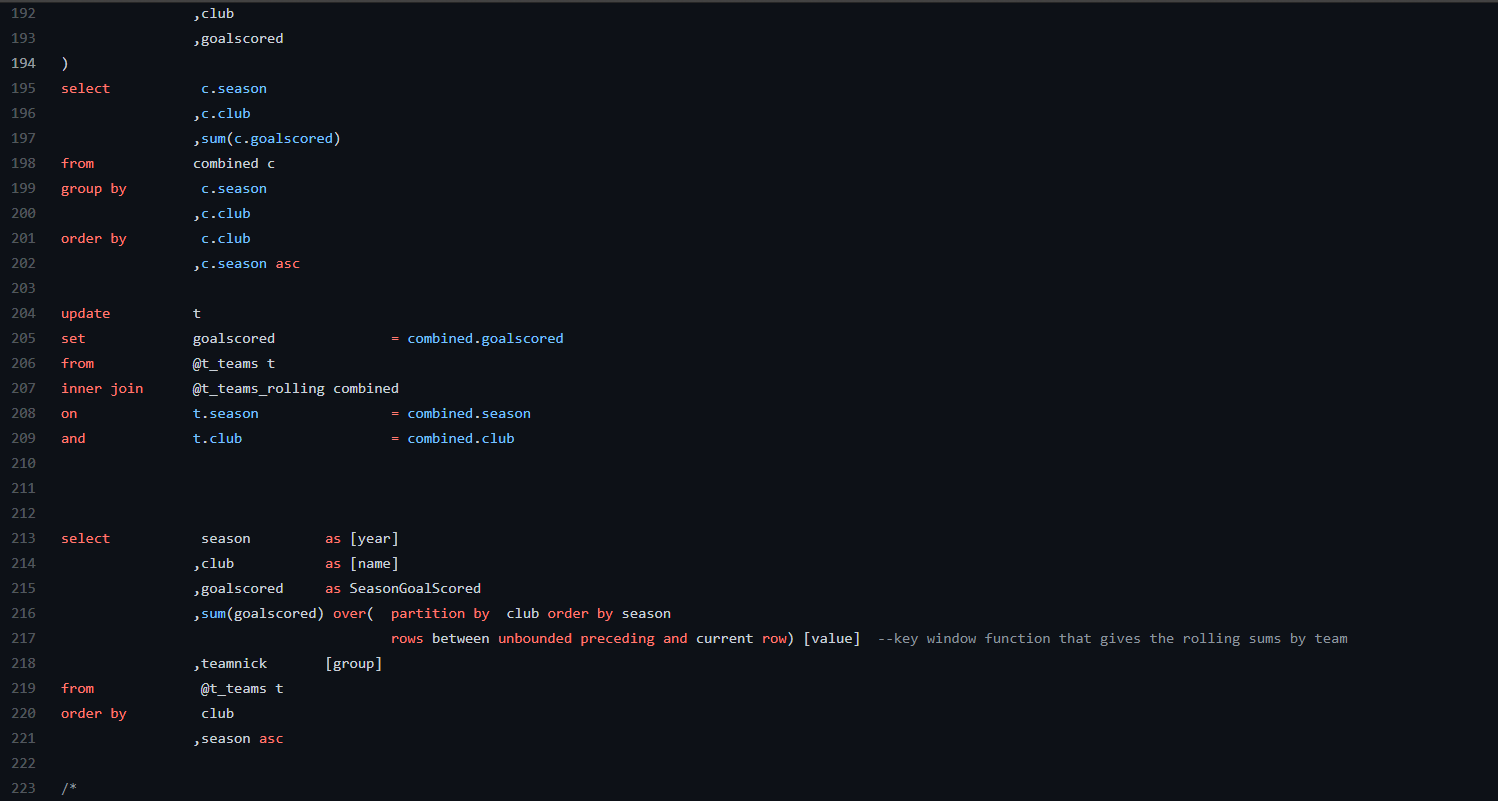 192 ,club
193 ,goalscored
194 )
195 select c.season
196 ,c.club
197 ,sum(c.goalscored)
198 from combined c
199 group by c.season
200 ,c.club
201 order by c.club
202 ,c.season asc
203
204 update t
205 set goalscored = combined.goalscored
206 from @t_teams t
207 inner join @t_teams_rolling combined
208 on t.season = combined.season
209 and t.club = combined.club
210
211
212
213 select season as [year]
214 ,club as [name]
215 ,goalscored as SeasonGoalScored
216 ,sum(goalscored) over( partition by club order by season
217 rows between unbounded preceding and current row) [value] --key window function that gives the rolling sums by team
218 ,teamnick [group]
219 from @t_teams t
220 order by club
221 ,season asc
222
223 /*